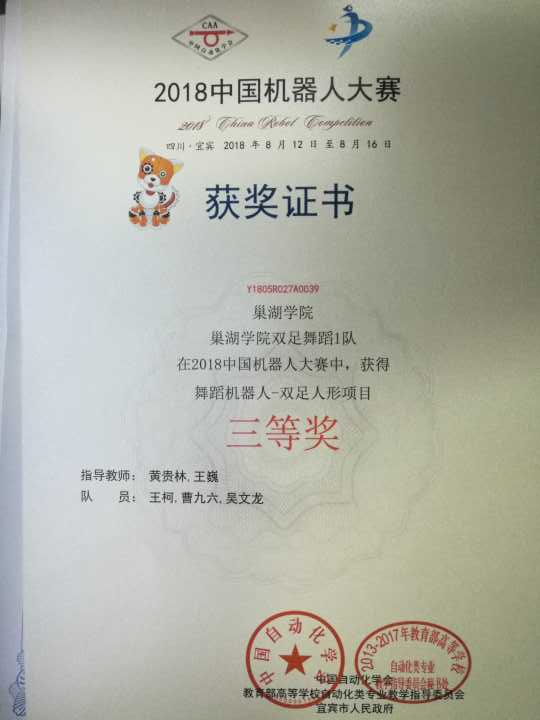 CAA
中国自动化学会
2018中国机器人大赛
2018 China Robot Competition
四川·宜宾 2018 年 8 月 12 日 至 8 月 16 日
获奖证书
Y1805R027A0039
巢湖学院
巢湖学院双足舞蹈1队
在2018中国机器人大赛中，获得
舞蹈机器人-双足人形项目
三等奖
指导教师： 黄贵林,王巍
队 员： 王柯,曹九六,吴文龙
中国自动化学会
2013-2017年教育部高等学校
自动化类专业
教学指导委员会秘书处
中国自动化学会
教育部高等学校自动化类专业教学指导委员会
宜宾市人民政府